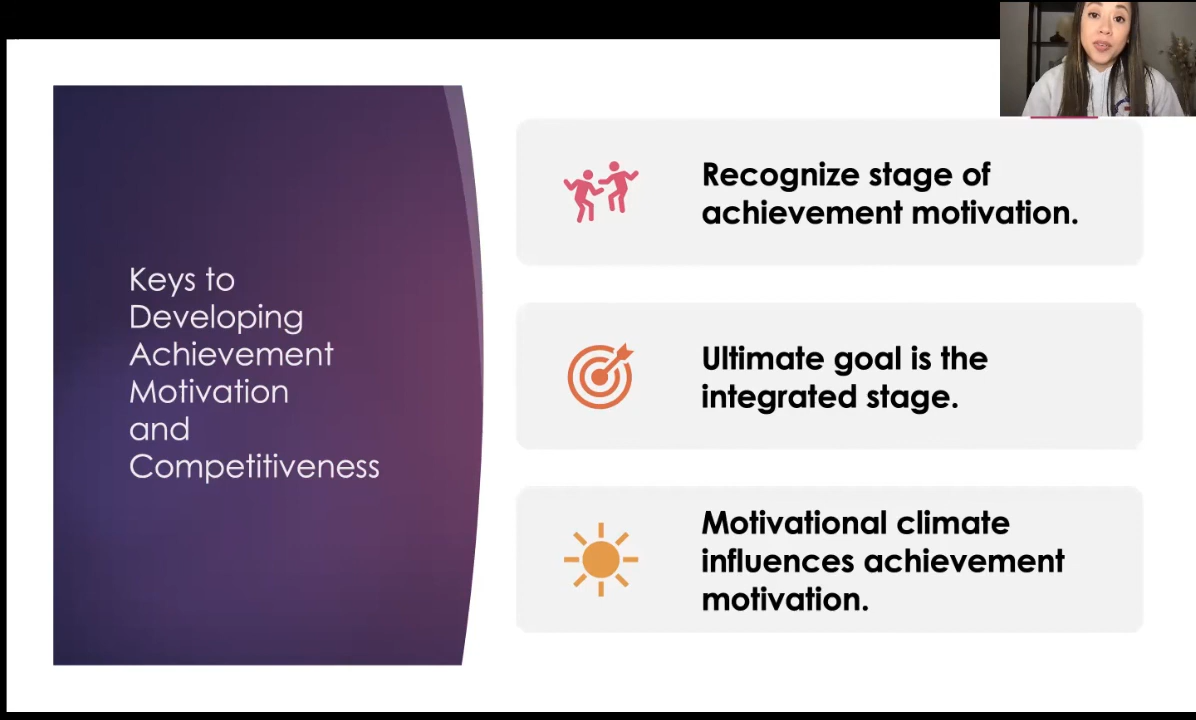 Keys to
Developing
Achievement
Motivation
and
Competitiveness
Recognize stage of
achievement motivation.
Ultimate goal is the
integrated stage.
Motivational climate
influences achievement
motivation.